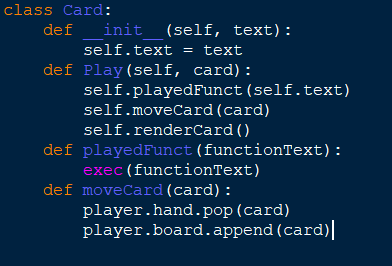 class Card:
    def __init__(self, text):
        self.text = text
    def Play(self, card):
        self.playedFunct(self.text)
        self.moveCard(card)
        self.renderCard()
    def playedFunct(functionText):
        exec(functionText)
    def moveCard(card):
        player.hand.pop(card)
        player.board.append(card)